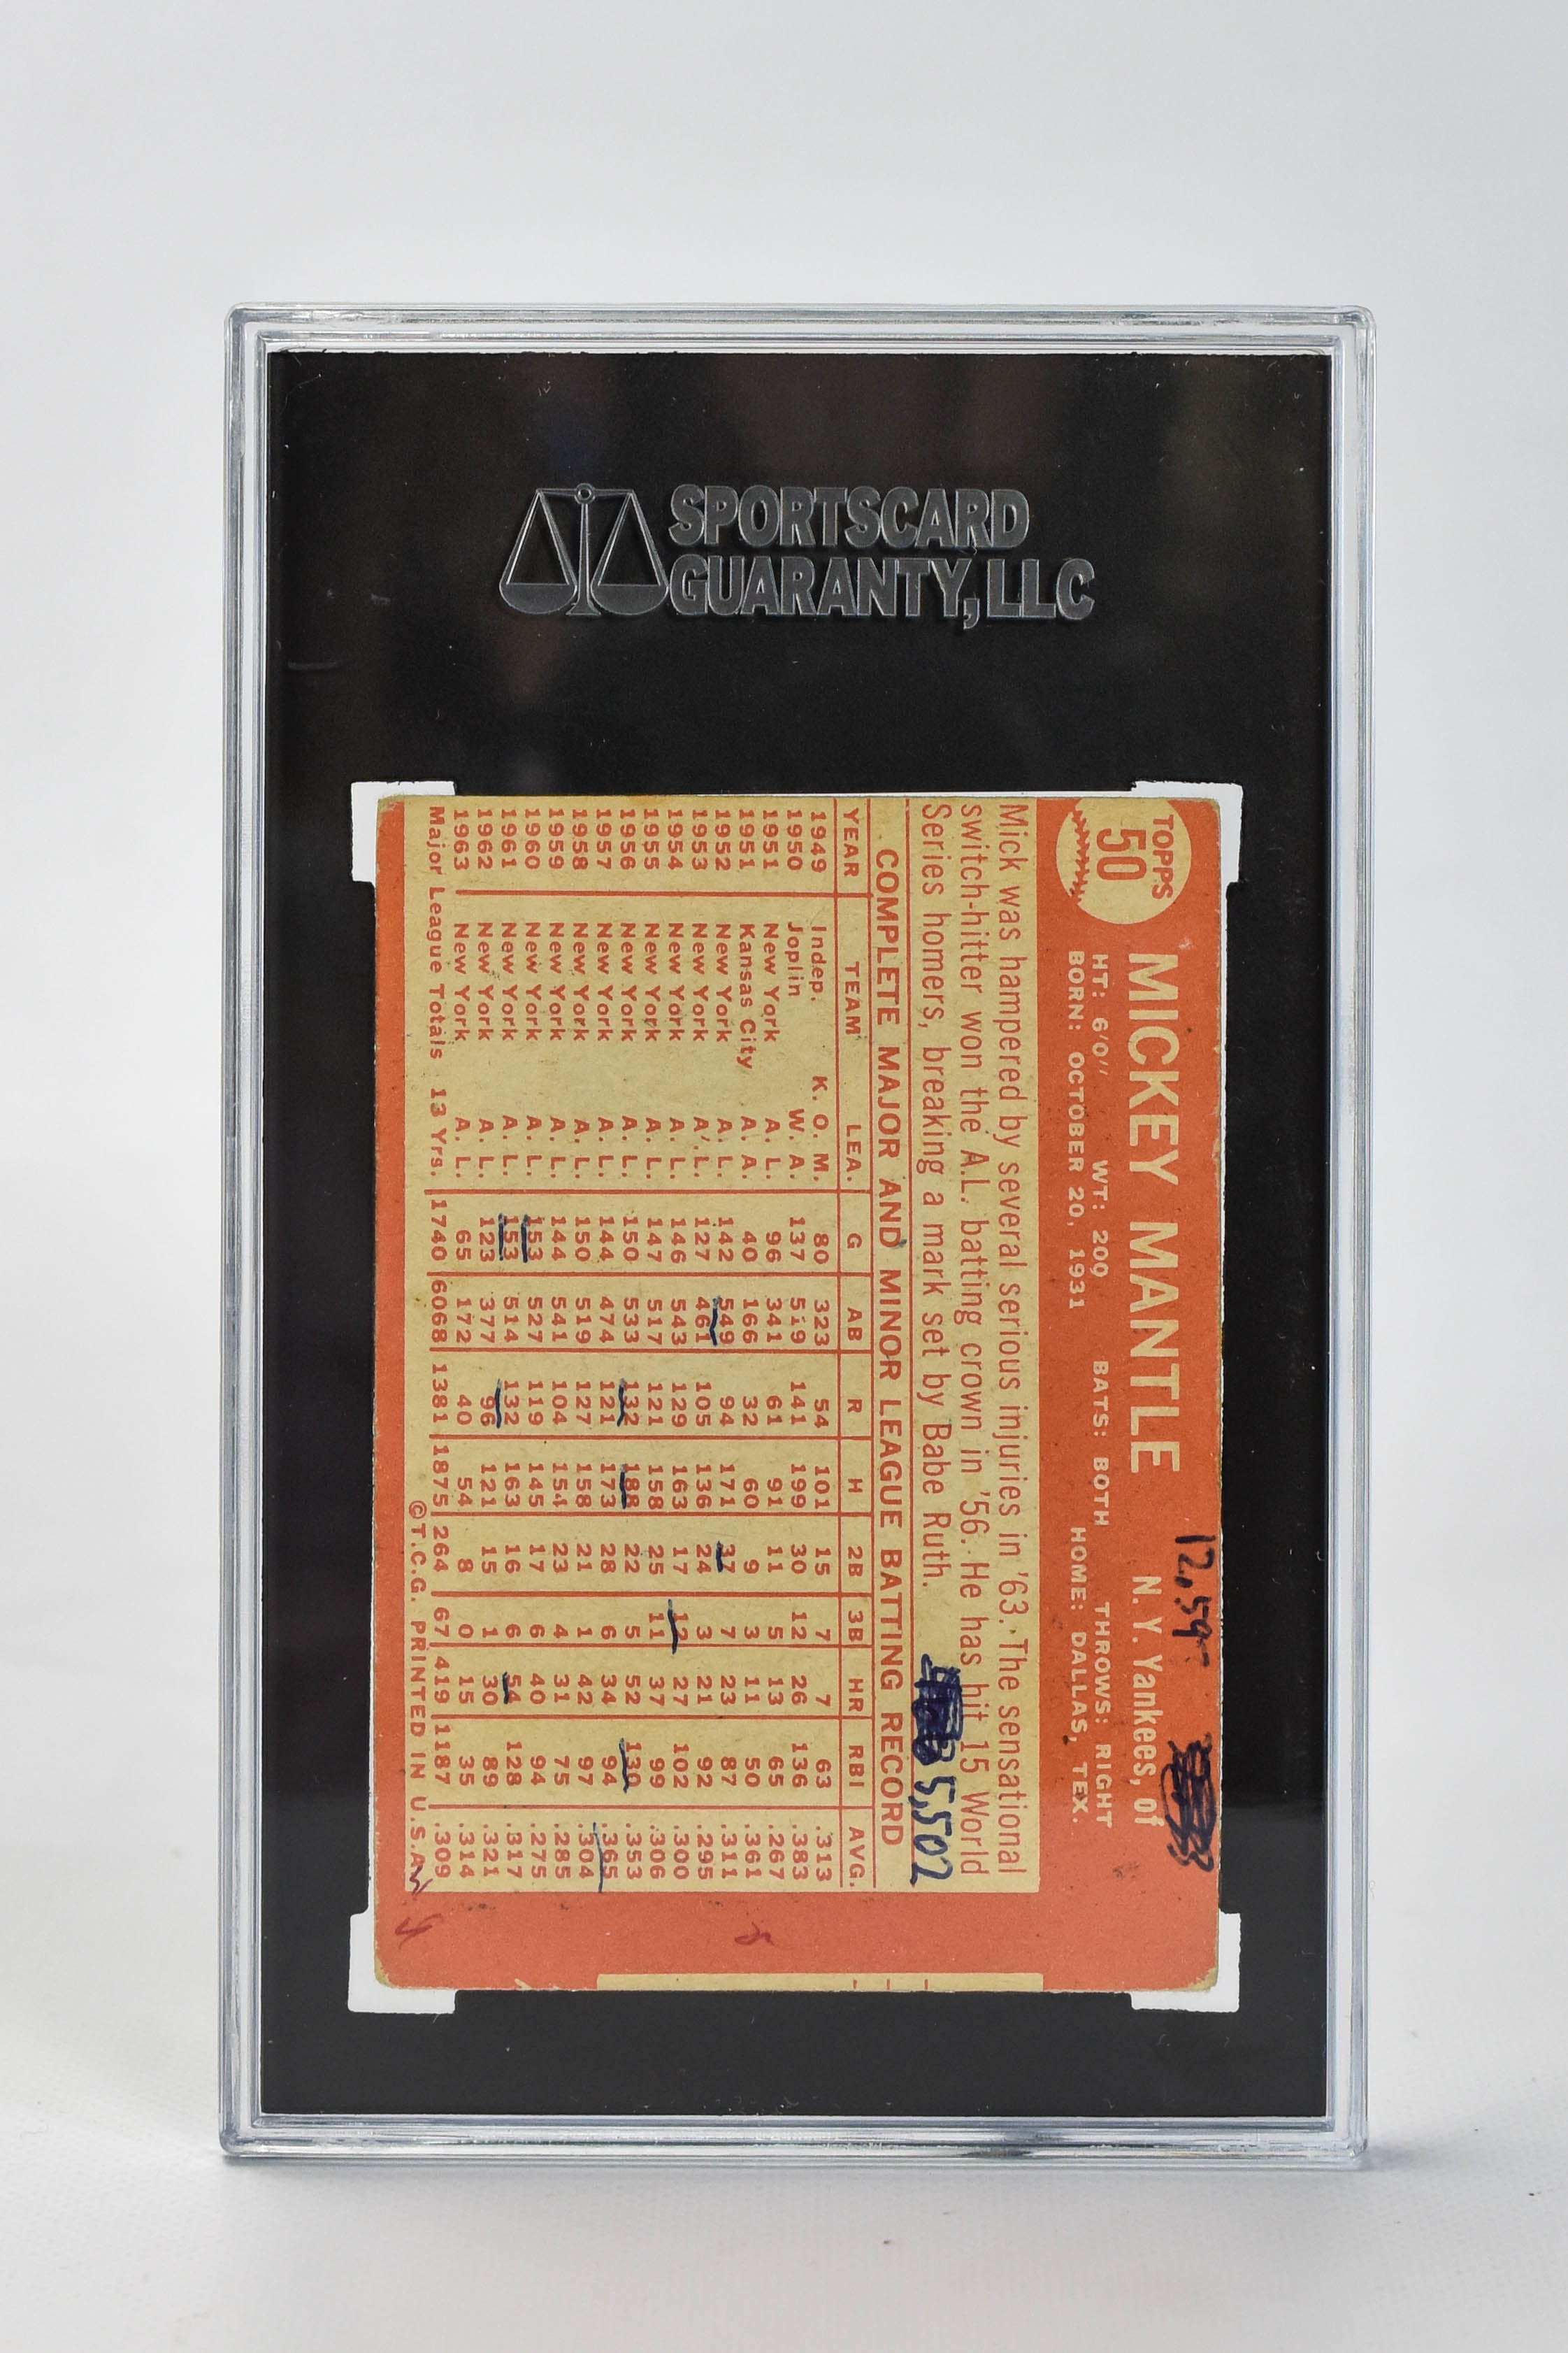 SPORTSCARD
GUARANTY, LLC
TOPPS
50
MICKEY MANTLE N. Y. Yankees, of
HT: 6'0" WT: 200 BATS: BOTH THROWS: RIGHT
BORN: OCTOBER 20, 1931 HOME: DALLAS, TEX.
Mick was hampered by several serious injuries in '63. The sensational
switch-hitter won the A.L. batting crown in '56. He has hit 15 World
Series homers, breaking a mark set by Babe Ruth. 5,502
COMPLETE MAJOR AND MINOR LEAGUE BATTING RECORD
YEAR TEAM LEA. G AB R H 2B 3B HR RBI AVG.
1949 Indep. K. O. M. 80 323 54 101 15 7 7 63 .313
1950 Joplin W. A. 137 519 141 199 30 12 26 136 .383
1951 New York A. L. 96 341 61 91 11 5 13 65 .267
1951 Kansas City A. A. 40 166 32 60 9 3 11 50 .361
1952 New York A. L. 142 549 94 171 37 7 23 87 .311
1953 New York A. L. 127 461 105 136 24 3 21 92 .295
1954 New York A. L. 146 543 129 163 17 12 27 102 .300
1955 New York A. L. 147 517 121 158 25 11 37 99 .306
1956 New York A. L. 150 533 132 188 22 5 52 130 .353
1957 New York A. L. 144 474 121 173 28 6 34 94 .365
1958 New York A. L. 150 519 127 158 21 1 42 97 .304
1959 New York A. L. 144 541 104 154 23 4 31 75 .285
1960 New York A. L. 153 527 119 145 17 6 40 94 .275
1961 New York A. L. 153 514 132 163 16 6 54 128 .317
1962 New York A. L. 123 377 96 121 15 1 30 89 .321
1963 New York A. L. 65 172 40 54 8 0 15 35 .314
Major League Totals 13 Yrs. 1740 6068 1381 1875 264 67 419 1187 .309
©T.C.G. PRINTED IN U.S.A.